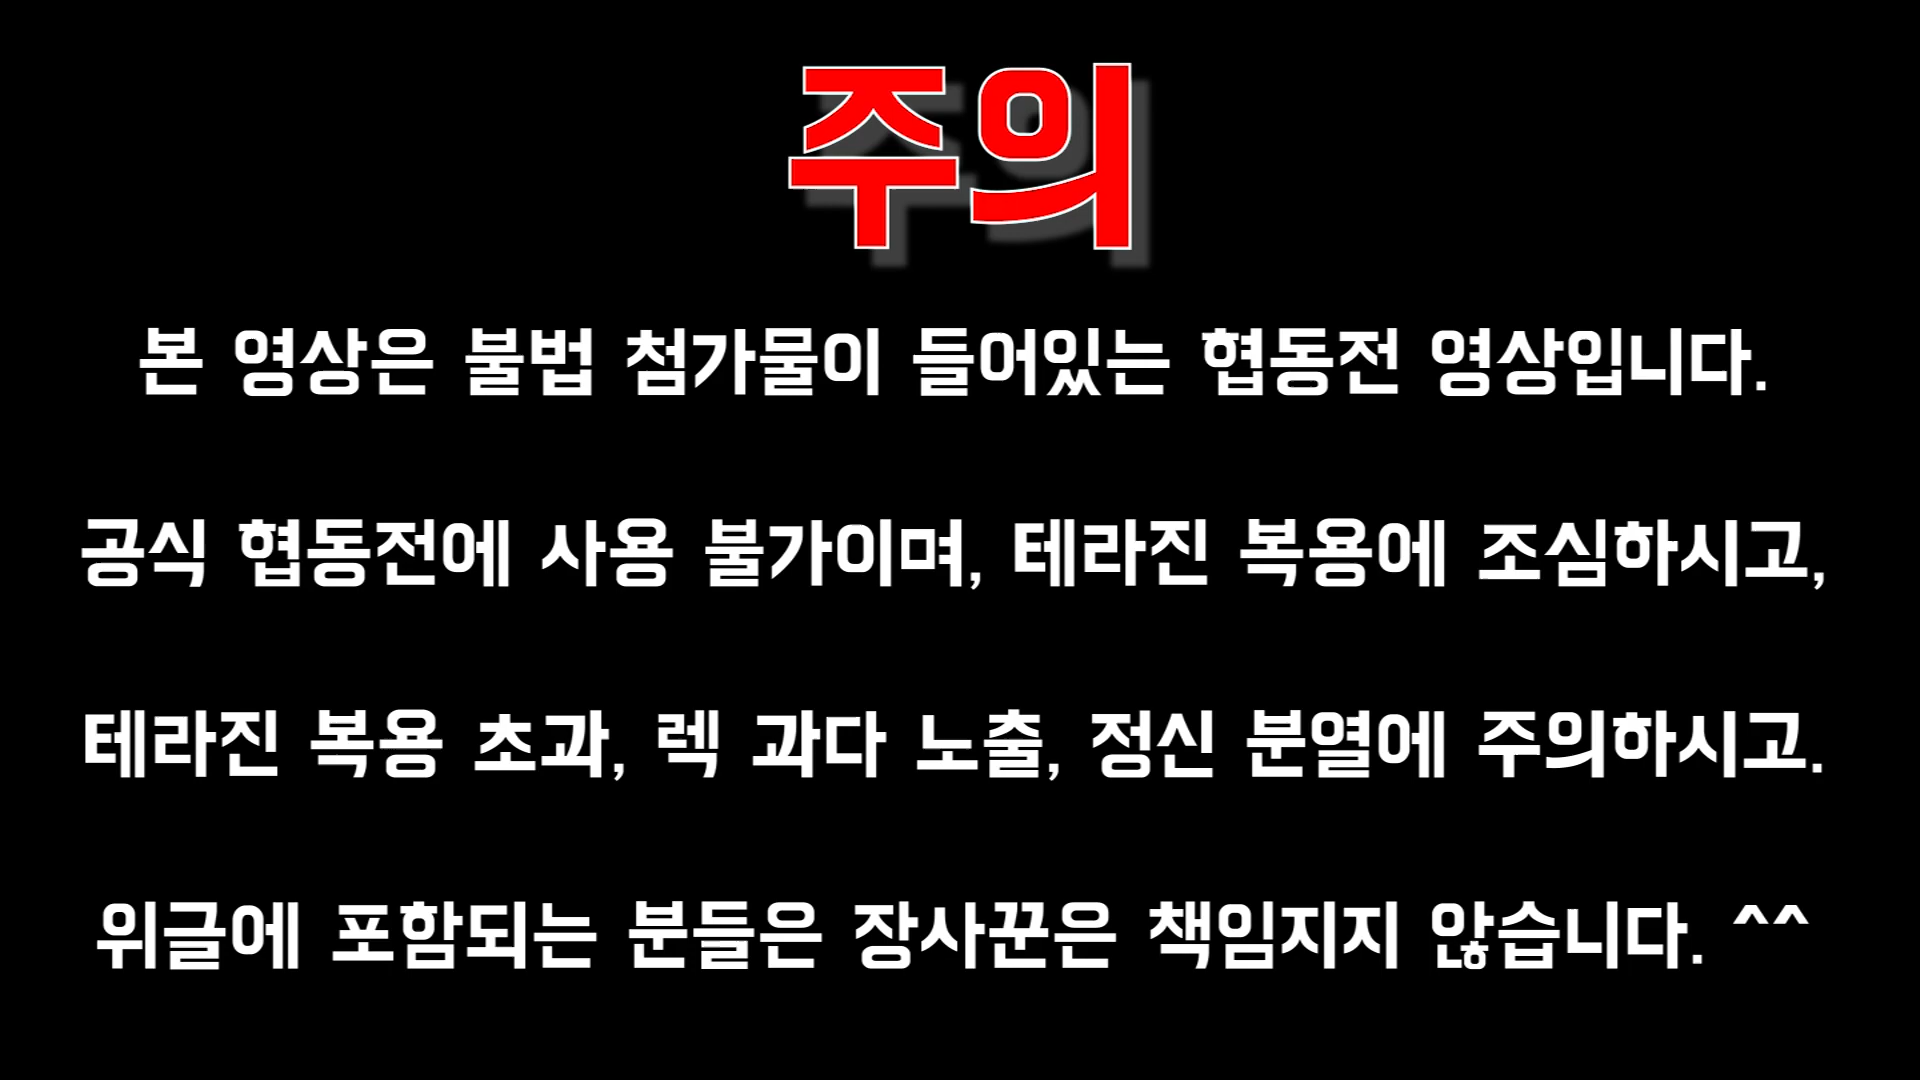 주의
본 영상은 불법 첨가물이 들어있는 협동전 영상입니다.
공식 협동전에 사용 불가이며, 테라진 복용에 조심하시고,
테라진 복용 초과, 렉 과다 노출, 정신 분열에 주의하시고.
위글에 포함되는 분들은 장사꾼은 책임지지 않습니다. ^^